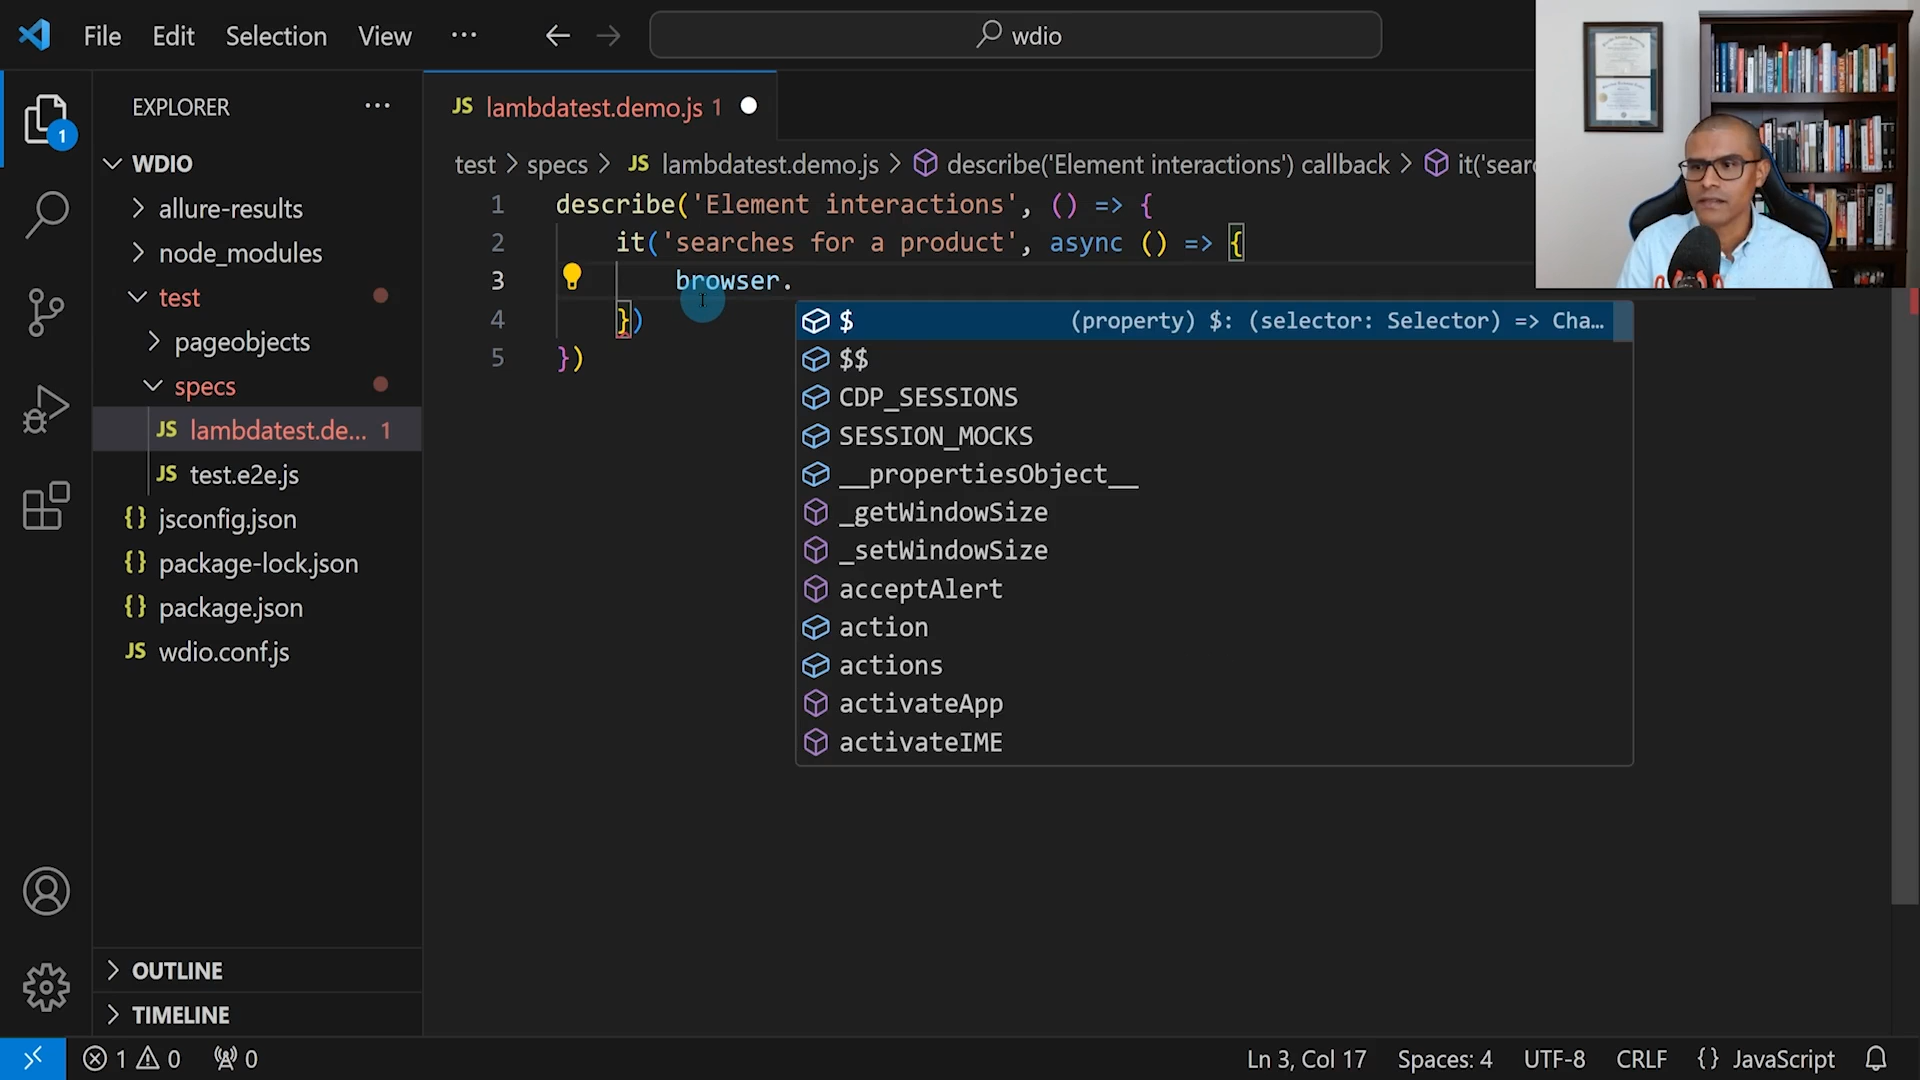 File Edit Selection View ··· wdio
EXPLORER ···
WDIO
allure-results
node_modules
test
pageobjects
specs
JS lambdatest.de... 1
JS test.e2e.js
{} jsconfig.json
{} package-lock.json
{} package.json
JS wdio.conf.js
OUTLINE
TIMELINE
1
JS lambdatest.demo.js 1
test > specs > JS lambdatest.demo.js > describe('Element interactions') callback > it('sear
1 describe('Element interactions', () => {
2 it('searches for a product', async () => {
3 browser.
4 })
5 })
$ (property) $: (selector: Selector) => Cha...
$$
CDP_SESSIONS
SESSION_MOCKS
__propertiesObject__
_getWindowSize
_setWindowSize
acceptAlert
action
actions
activateApp
activateIME
1 0 0 Ln 3, Col 17 Spaces: 4 UTF-8 CRLF {} JavaScript